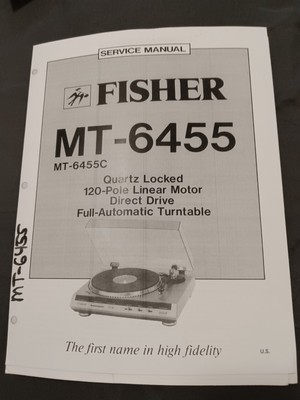 SERVICE MANUAL
FISHER
MT-6455
MT-6455C
Quartz Locked
120-Pole Linear Motor
Direct Drive
Full-Automatic Turntable
MT-6455
The first name in high fidelity
U.S.